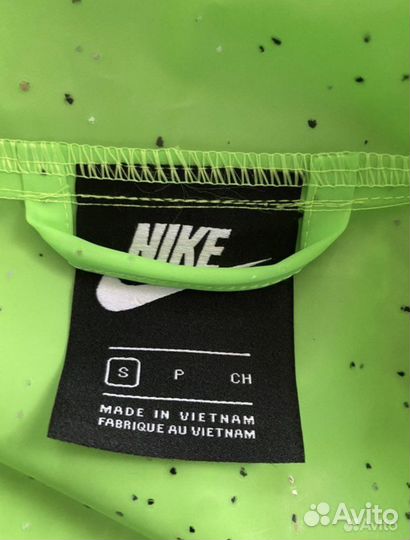 NIKE
S P CH
MADE IN VIETNAM
FABRIQUE AU VIETNAM
Avito